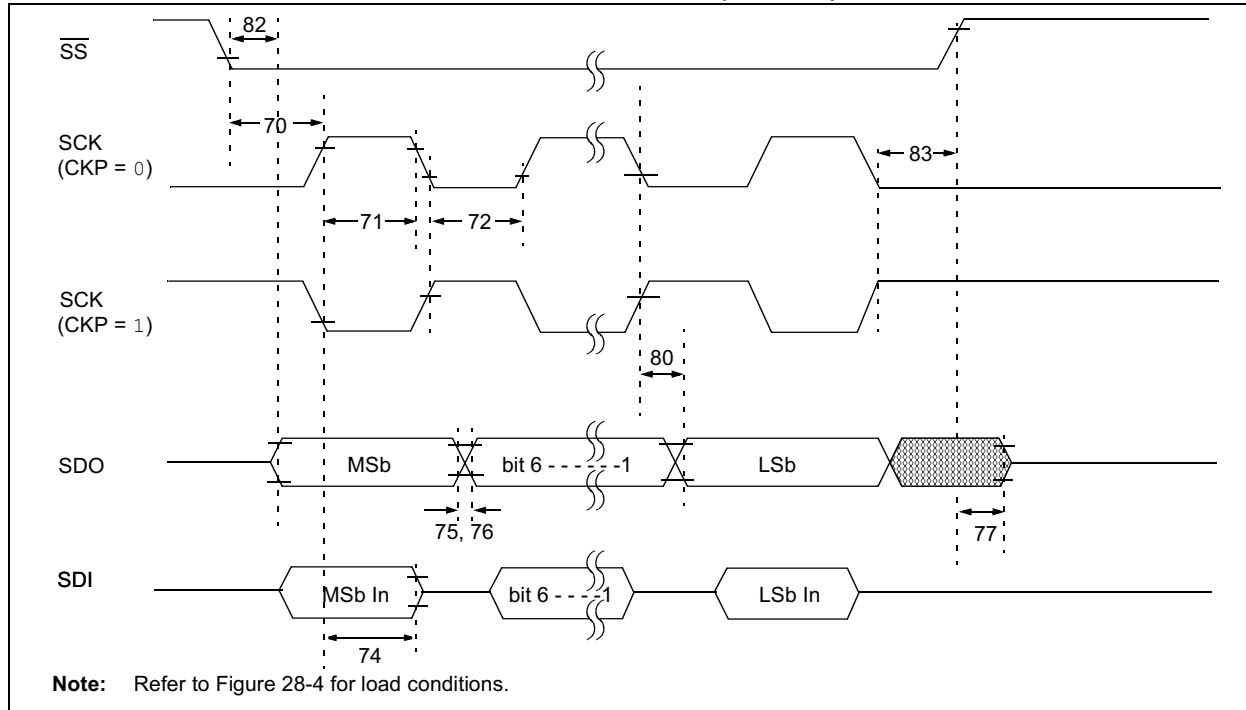 82
SS
70
SCK
(CKP = 0)
83
71
72
SCK
(CKP = 1)
80
SDO
MSb
bit 6 - - - - - -1
LSb
75, 76
77
SDI
MSb In
bit 6 - - - -1
LSb In
74
Note: Refer to Figure 28-4 for load conditions.